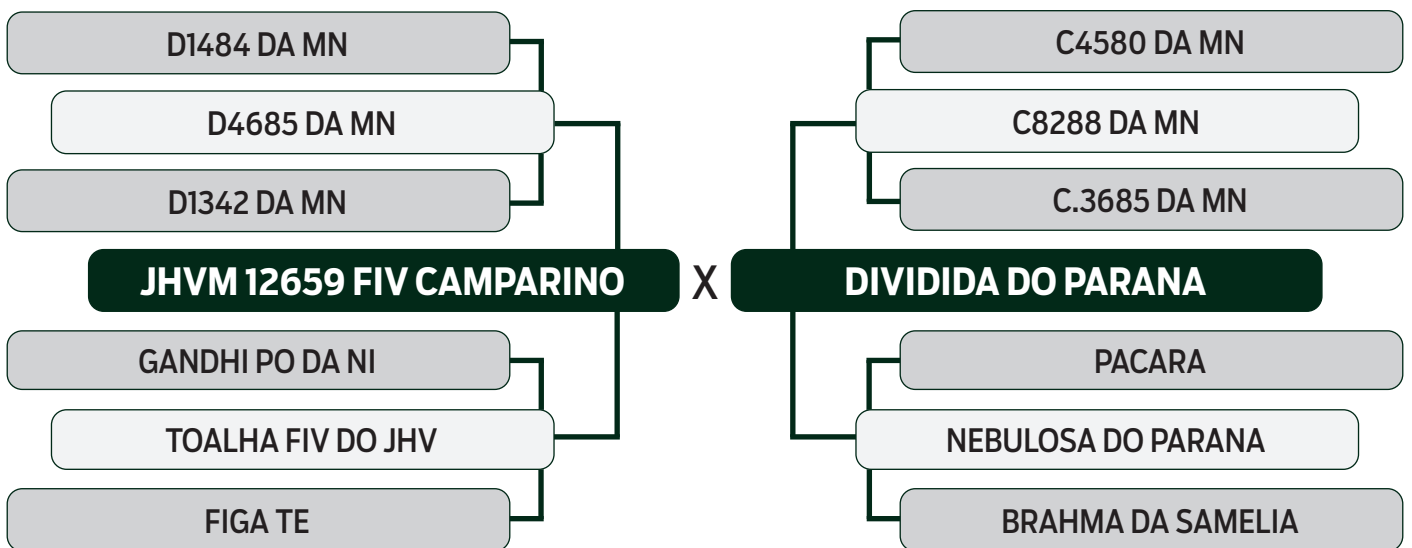 D1484 DA MN
C4580 DA MN
D4685 DA MN
C8288 DA MN
D1342 DA MN
C.3685 DA MN
JHVM 12659 FIV CAMPARINO X DIVIDIDA DO PARANA
GANDHI PO DA NI
PACARA
TOALHA FIV DO JHV
NEBULOSA DO PARANA
FIGA TE
BRAHMA DA SAMELIA